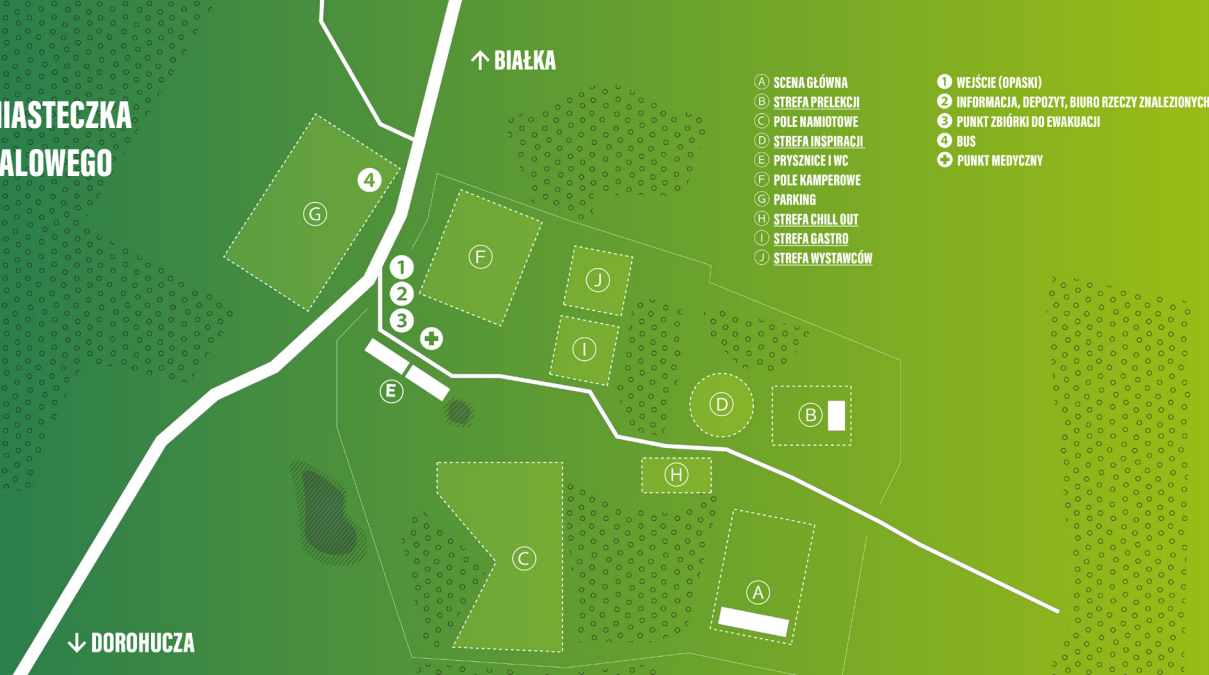 IASTECZKA
ALOWEGO
↑ BIAŁKA
↓ DOROHUCZA
A SCENA GŁÓWNA
B STREFA PRELEKCJI
C POLE NAMIOTOWE
D STREFA INSPIRACJI
E PRYSZNICE I WC
F POLE KAMPEROWE
G PARKING
H STREFA CHILL OUT
I STREFA GASTRO
J STREFA WYSTAWCÓW
1 WEJŚCIE (OPASKI)
2 INFORMACJA, DEPOZYT, BIURO RZECZY ZNALEZIONYCH
3 PUNKT ZBIÓRKI DO EWAKUACJI
4 BUS
PUNKT MEDYCZNY
4
G
F
1
2
3
J
I
E
D
B
H
C
A